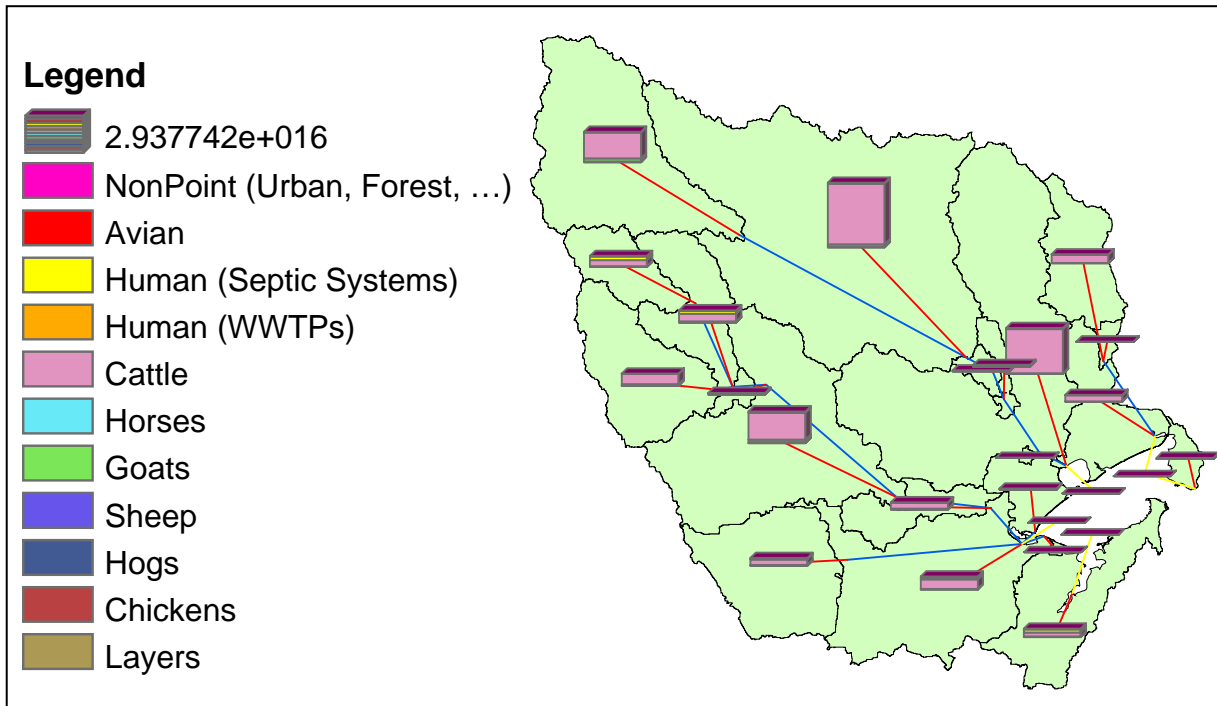 Legend
2.937742e+016
NonPoint (Urban, Forest, …)
Avian
Human (Septic Systems)
Human (WWTPs)
Cattle
Horses
Goats
Sheep
Hogs
Chickens
Layers